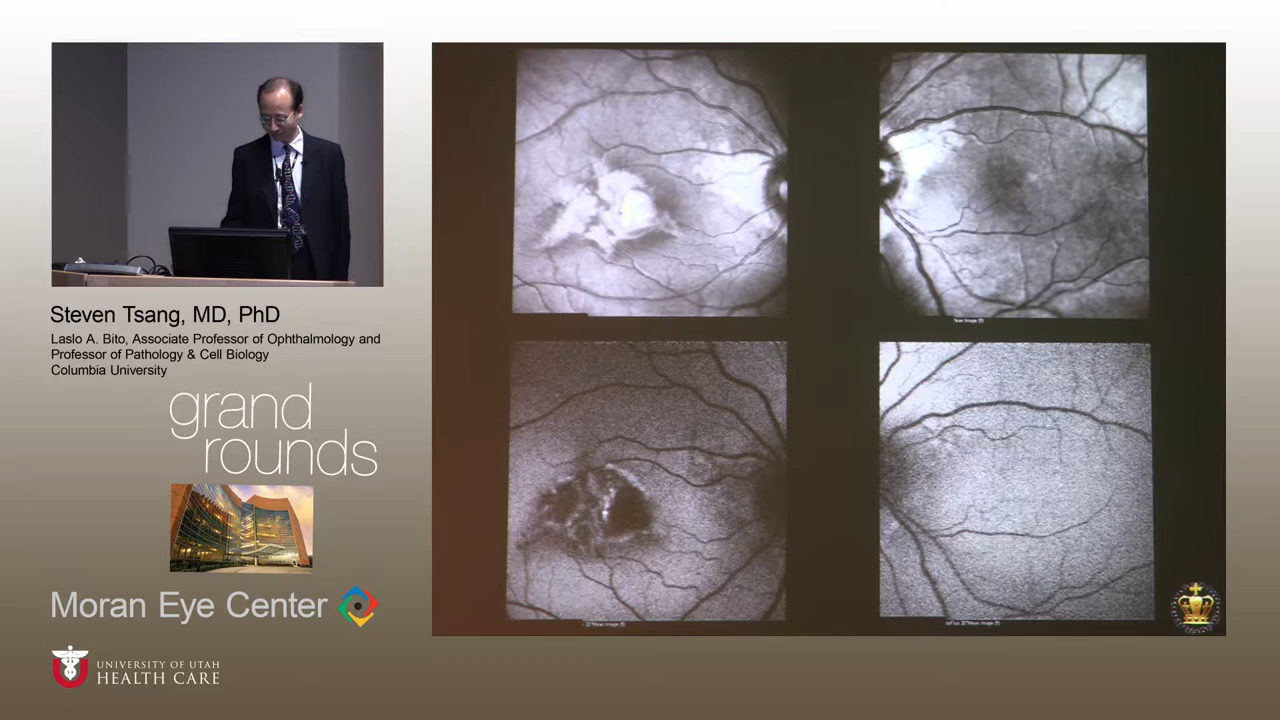 Steven Tsang, MD, PhD
Laslo A. Bito, Associate Professor of Ophthalmology and
Professor of Pathology & Cell Biology
Columbia University
grand
rounds
Moran Eye Center
UNIVERSITY OF UTAH
HEALTH CARE